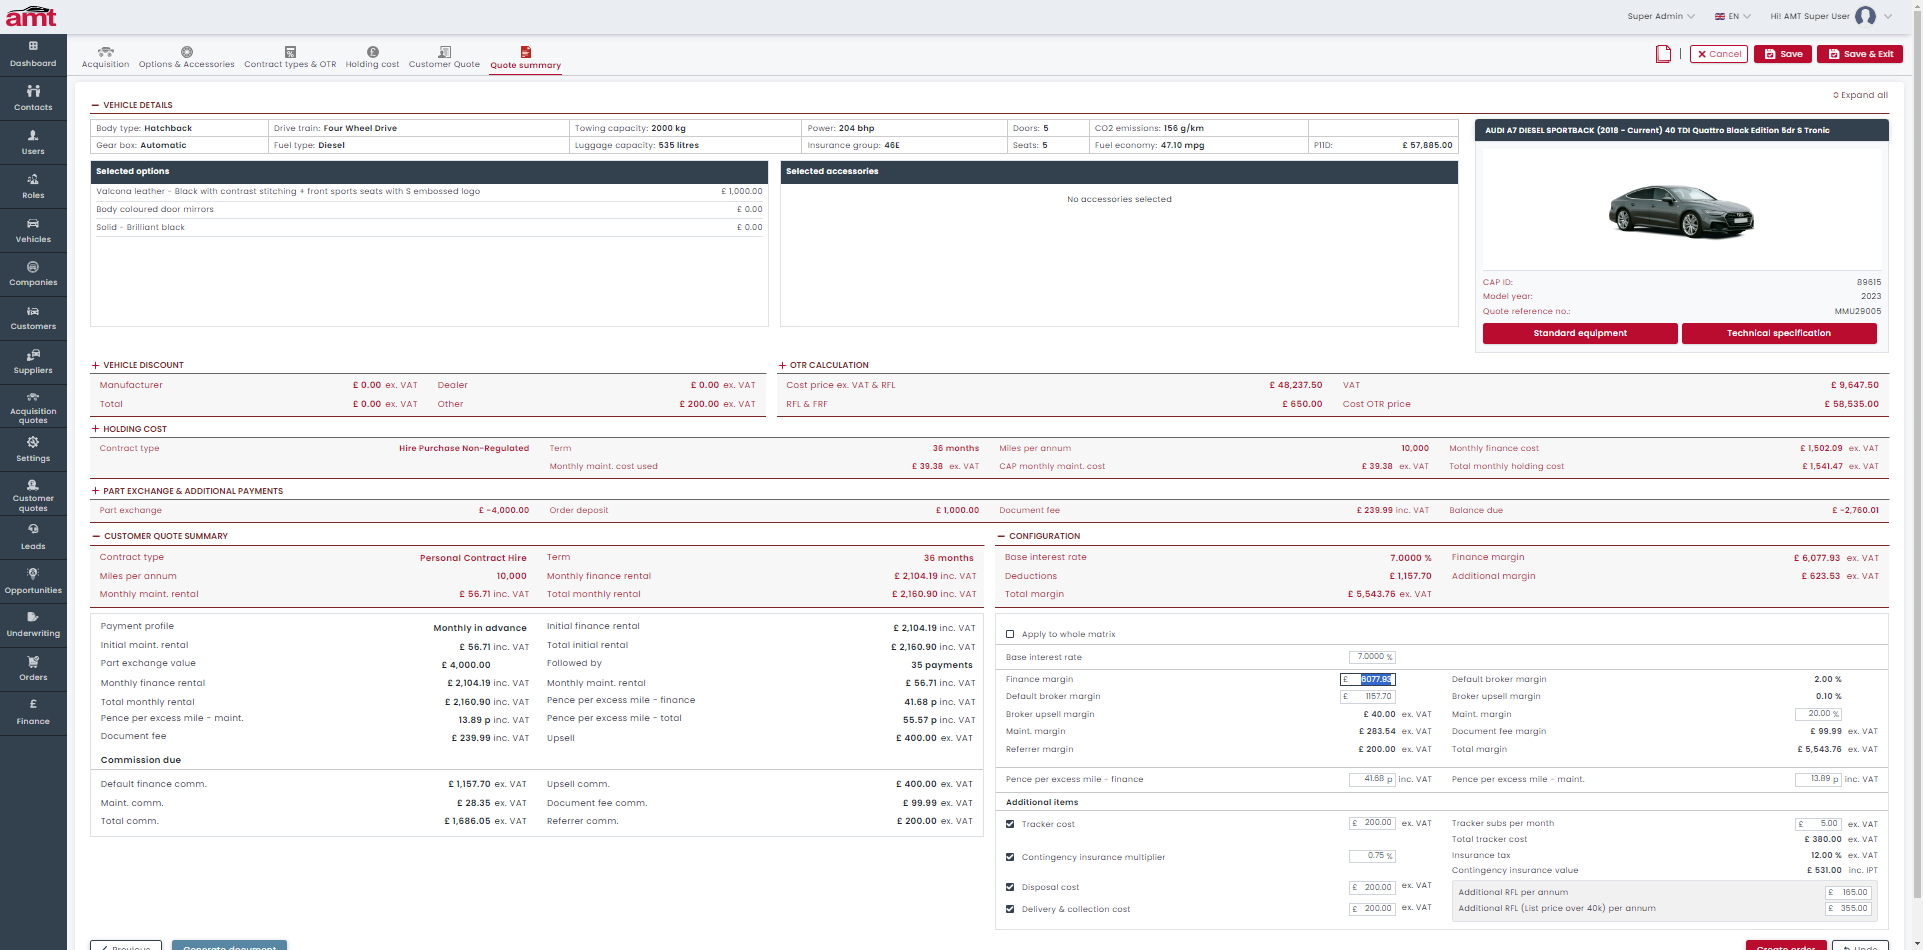 amt
Super Admin
EN
Hi! AMT Super User
Dashboard
Contacts
Users
Roles
Vehicles
Companies
Customers
Suppliers
Acquisition quotes
Settings
Customer quotes
Leads
Opportunities
Underwriting
Orders
Finance
Acquisition Options & Accessories Contract types & OTR Holding cost Customer Quote Quote summary
Cancel Save Save & Exit
Expand all
VEHICLE DETAILS
Body type: Hatchback Drive train: Four Wheel Drive Towing capacity: 2000 kg Power: 204 bhp Doors: 5 CO2 emissions: 156 g/km
Gear box: Automatic Fuel type: Diesel Luggage capacity: 535 litres Insurance group: 46E Seats: 5 Fuel economy: 47.10 mpg P11D: £ 57,885.00
Selected options
Valcona leather - Black with contrast stitching + front sports seats with S embossed logo £ 1,000.00
Body coloured door mirrors £ 0.00
Solid - Brilliant black £ 0.00
Selected accessories
No accessories selected
AUDI A7 DIESEL SPORTBACK (2018 - Current) 40 TDI Quattro Black Edition 5dr S Tronic
CAP ID: 89615
Model year: 2023
Quote reference no.: MMU29005
Standard equipment Technical specification
VEHICLE DISCOUNT
Manufacturer £ 0.00 ex. VAT Dealer £ 0.00 ex. VAT
Total £ 0.00 ex. VAT Other £ 200.00 ex. VAT
OTR CALCULATION
Cost price ex. VAT & RFL £ 48,237.50 VAT £ 9,647.50
RFL & FRF £ 650.00 Cost OTR price £ 58,535.00
HOLDING COST
Contract type Hire Purchase Non-Regulated Term 36 months Miles per annum 10,000 Monthly finance cost £ 1,502.09 ex. VAT
Monthly maint. cost used £ 39.38 ex. VAT CAP monthly maint. cost £ 39.38 ex. VAT Total monthly holding cost £ 1,541.47 ex. VAT
PART EXCHANGE & ADDITIONAL PAYMENTS
Part exchange £ -4,000.00 Order deposit £ 1,000.00 Document fee £ 239.99 inc. VAT Balance due £ -2,760.01
CUSTOMER QUOTE SUMMARY
Contract type Personal Contract Hire Term 36 months
Miles per annum 10,000 Monthly finance rental £ 2,104.19 inc. VAT
Monthly maint. rental £ 56.71 inc. VAT Total monthly rental £ 2,160.90 inc. VAT
Payment profile Monthly in advance Initial finance rental £ 2,104.19 inc. VAT
Initial maint. rental £ 56.71 inc. VAT Total initial rental £ 2,160.90 inc. VAT
Part exchange value £ 4,000.00 Followed by 35 payments
Monthly finance rental £ 2,104.19 inc. VAT Monthly maint. rental £ 56.71 inc. VAT
Total monthly rental £ 2,160.90 inc. VAT Pence per excess mile - finance 41.68 p inc. VAT
Pence per excess mile - maint. 13.89 p inc. VAT Pence per excess mile - total 55.57 p inc. VAT
Document fee £ 239.99 inc. VAT Upsell £ 400.00 ex. VAT
Commission due
Default finance comm. £ 1,157.70 ex. VAT Upsell comm. £ 400.00 ex. VAT
Maint. comm. £ 28.35 ex. VAT Document fee comm. £ 99.99 ex. VAT
Total comm. £ 1,686.05 ex. VAT Referrer comm. £ 200.00 ex. VAT
CONFIGURATION
Base interest rate 7.0000 % Finance margin £ 6,077.93 ex. VAT
Deductions £ 1,157.70 Additional margin £ 623.53 ex. VAT
Total margin £ 5,543.76 ex. VAT
Apply to whole matrix
Base interest rate 7.0000 %
Finance margin £ 6077.93 Default broker margin 2.00 %
Default broker margin £ 1157.70 Broker upsell margin 0.10 %
Broker upsell margin £ 40.00 ex. VAT Maint. margin 20.00 %
Maint. margin £ 283.54 ex. VAT Document fee margin £ 99.99 ex. VAT
Referrer margin £ 200.00 ex. VAT Total margin £ 5,543.76 ex. VAT
Pence per excess mile - finance 41.68 p inc. VAT Pence per excess mile - maint. 13.89 p inc. VAT
Additional items
Tracker cost £ 200.00 ex. VAT Tracker subs per month £ 5.00 ex. VAT
Total tracker cost £ 380.00 ex. VAT
Contingency insurance multiplier 0.75 % Insurance tax 12.00 % ex. VAT
Contingency insurance value £ 531.00 inc. IPT
Disposal cost £ 200.00 ex. VAT Additional RFL per annum £ 165.00
Delivery & collection cost £ 200.00 ex. VAT Additional RFL (List price over 40k) per annum £ 355.00
Previous Generate document Create order Undo